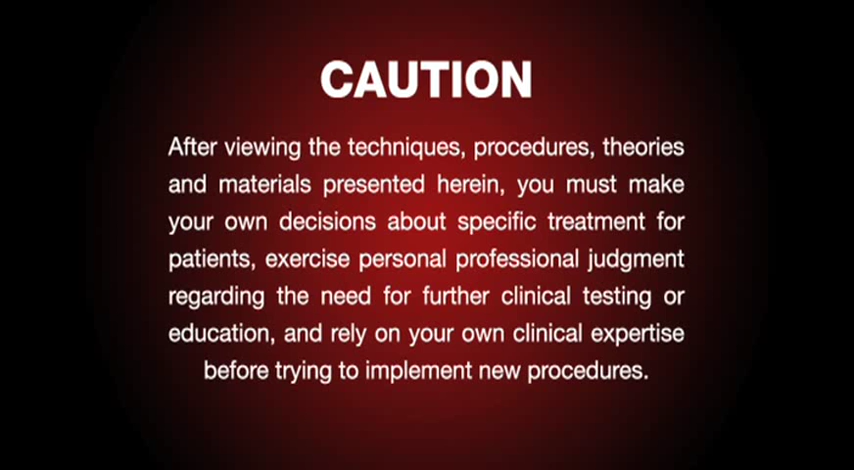 CAUTION
After viewing the techniques, procedures, theories
and materials presented herein, you must make
your own decisions about specific treatment for
patients, exercise personal professional judgment
regarding the need for further clinical testing or
education, and rely on your own clinical expertise
before trying to implement new procedures.